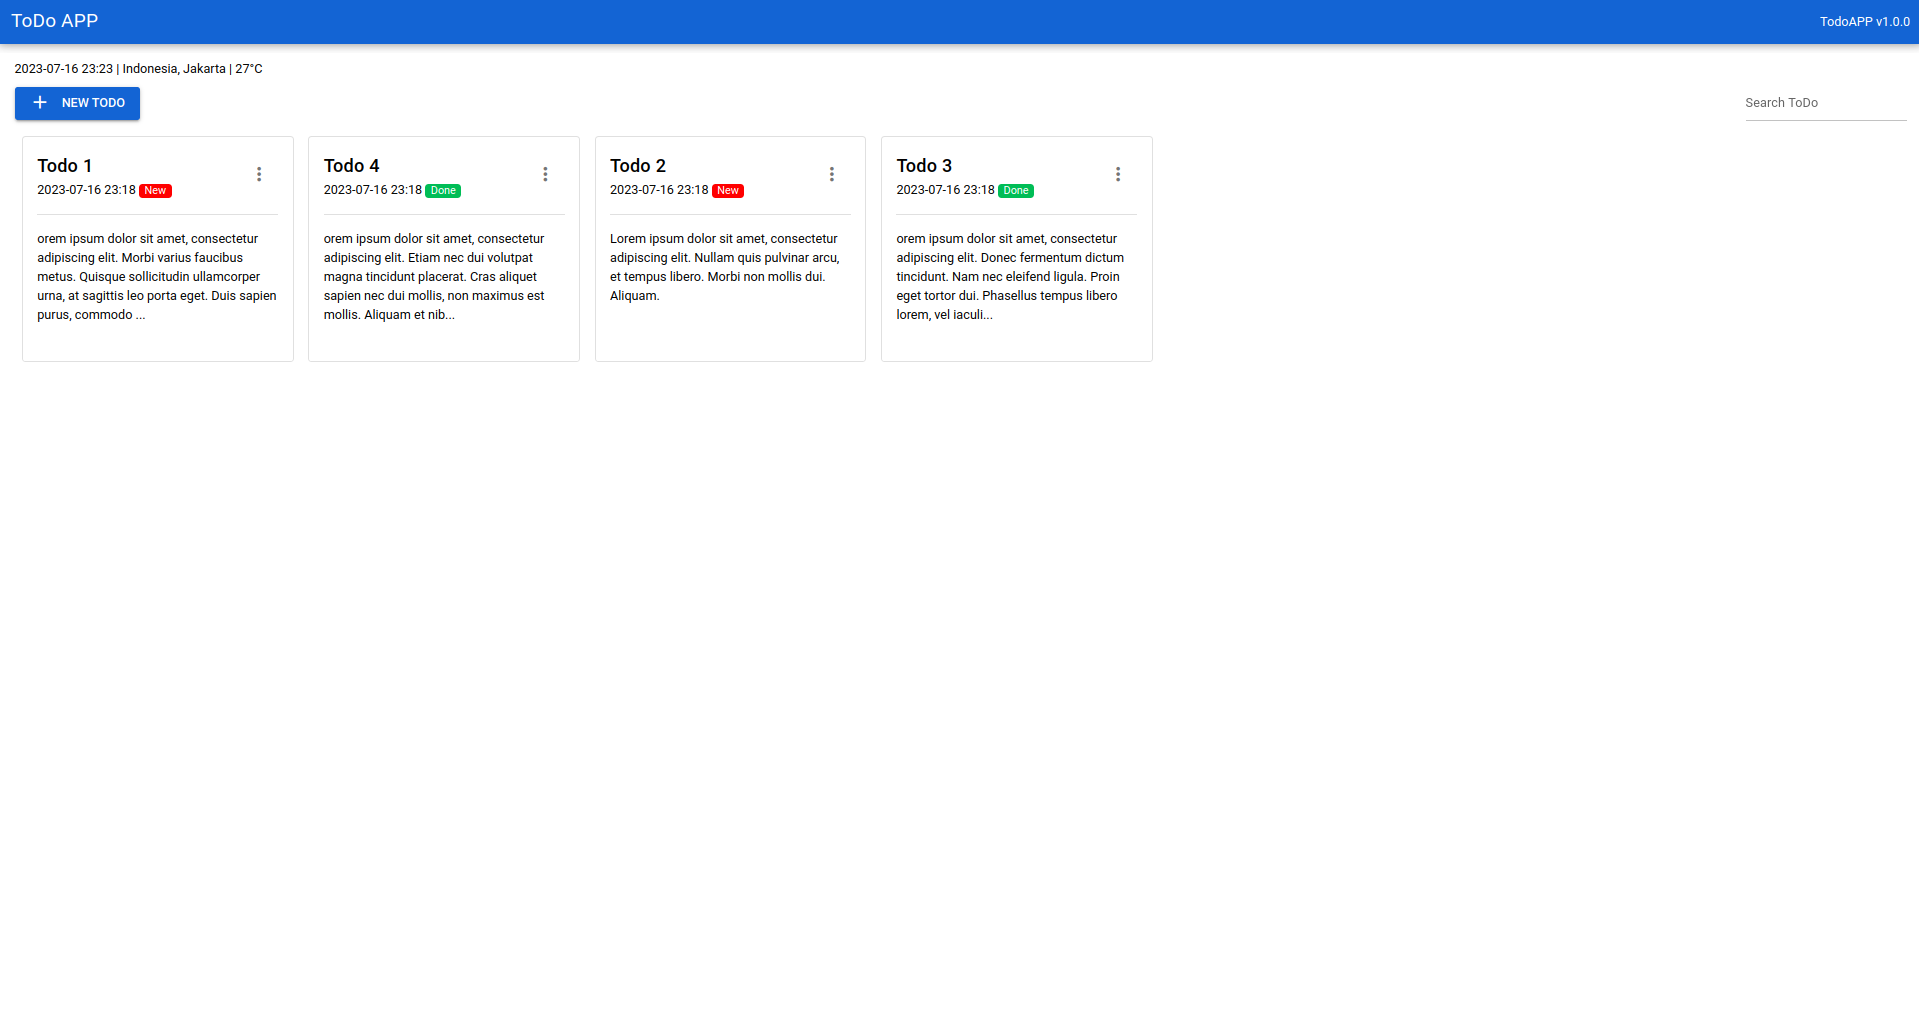 ToDo APP
TodoAPP v1.0.0
2023-07-16 23:23 | Indonesia, Jakarta | 27°C
NEW TODO
Search ToDo
Todo 1
2023-07-16 23:18 New
orem ipsum dolor sit amet, consectetur
adipiscing elit. Morbi varius faucibus
metus. Quisque sollicitudin ullamcorper
urna, at sagittis leo porta eget. Duis sapien
purus, commodo ...
Todo 4
2023-07-16 23:18 Done
orem ipsum dolor sit amet, consectetur
adipiscing elit. Etiam nec dui volutpat
magna tincidunt placerat. Cras aliquet
sapien nec dui mollis, non maximus est
mollis. Aliquam et nib...
Todo 2
2023-07-16 23:18 New
Lorem ipsum dolor sit amet, consectetur
adipiscing elit. Nullam quis pulvinar arcu,
et tempus libero. Morbi non mollis dui.
Aliquam.
Todo 3
2023-07-16 23:18 Done
orem ipsum dolor sit amet, consectetur
adipiscing elit. Donec fermentum dictum
tincidunt. Nam nec eleifend ligula. Proin
eget tortor dui. Phasellus tempus libero
lorem, vel iaculi...